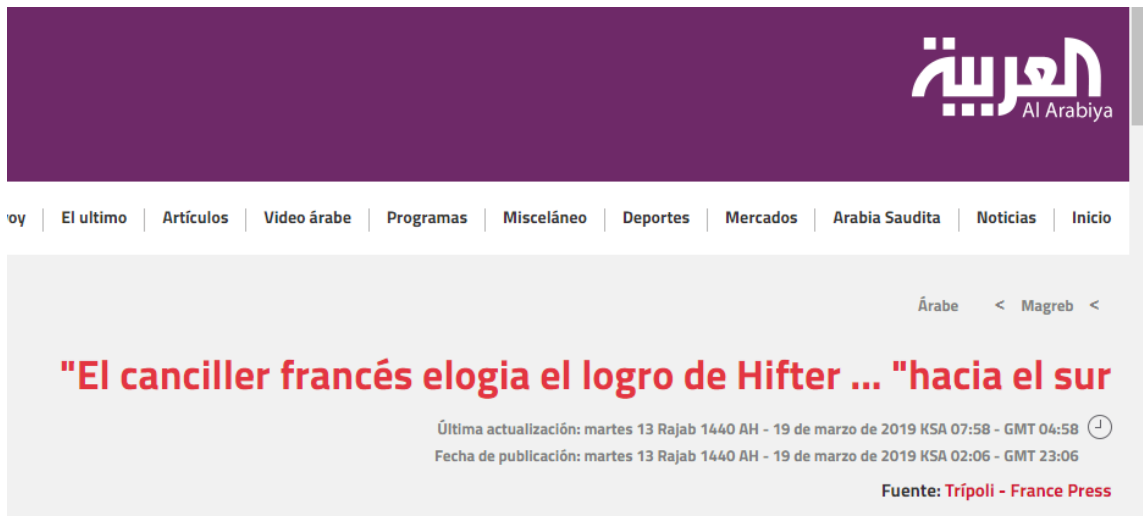 العربية
Al Arabiya
voy | El ultimo | Artículos | Video árabe | Programas | Misceláneo | Deportes | Mercados | Arabia Saudita | Noticias | Inicio
Árabe < Magreb <
"El canciller francés elogia el logro de Hifter ... "hacia el sur
Última actualización: martes 13 Rajab 1440 AH - 19 de marzo de 2019 KSA 07:58 - GMT 04:58
Fecha de publicación: martes 13 Rajab 1440 AH - 19 de marzo de 2019 KSA 02:06 - GMT 23:06
Fuente: Trípoli - France Press